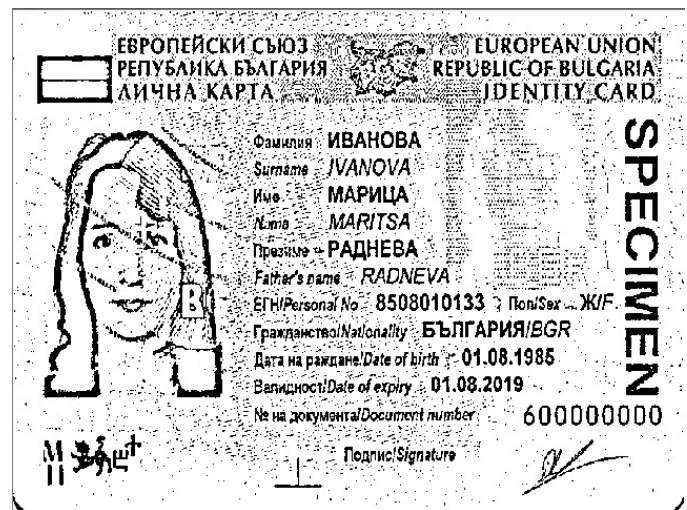 ЕВРОПЕЙСКИ СЪЮЗ EUROPEAN UNION
РЕПУБЛИКА БЪЛГАРИЯ REPUBLIC OF BULGARIA
ЛИЧНА КАРТА IDENTITY CARD
Фамилия ИВАНОВА
Surname IVANOVA
Име МАРИЦА
Name MARITSA
Презиме РАДНЕВА
Father's name RADNEVA
ЕГН/Personal No 8508010133 Пол/Sex Ж/F
Гражданство/Nationality БЪЛГАРИЯ/BGR
Дата на раждане/Date of birth 01.08.1985
Валидност/Date of expiry 01.08.2019
№ на документа/Document number 600000000
Подпис/Signature
SPECIMEN
B